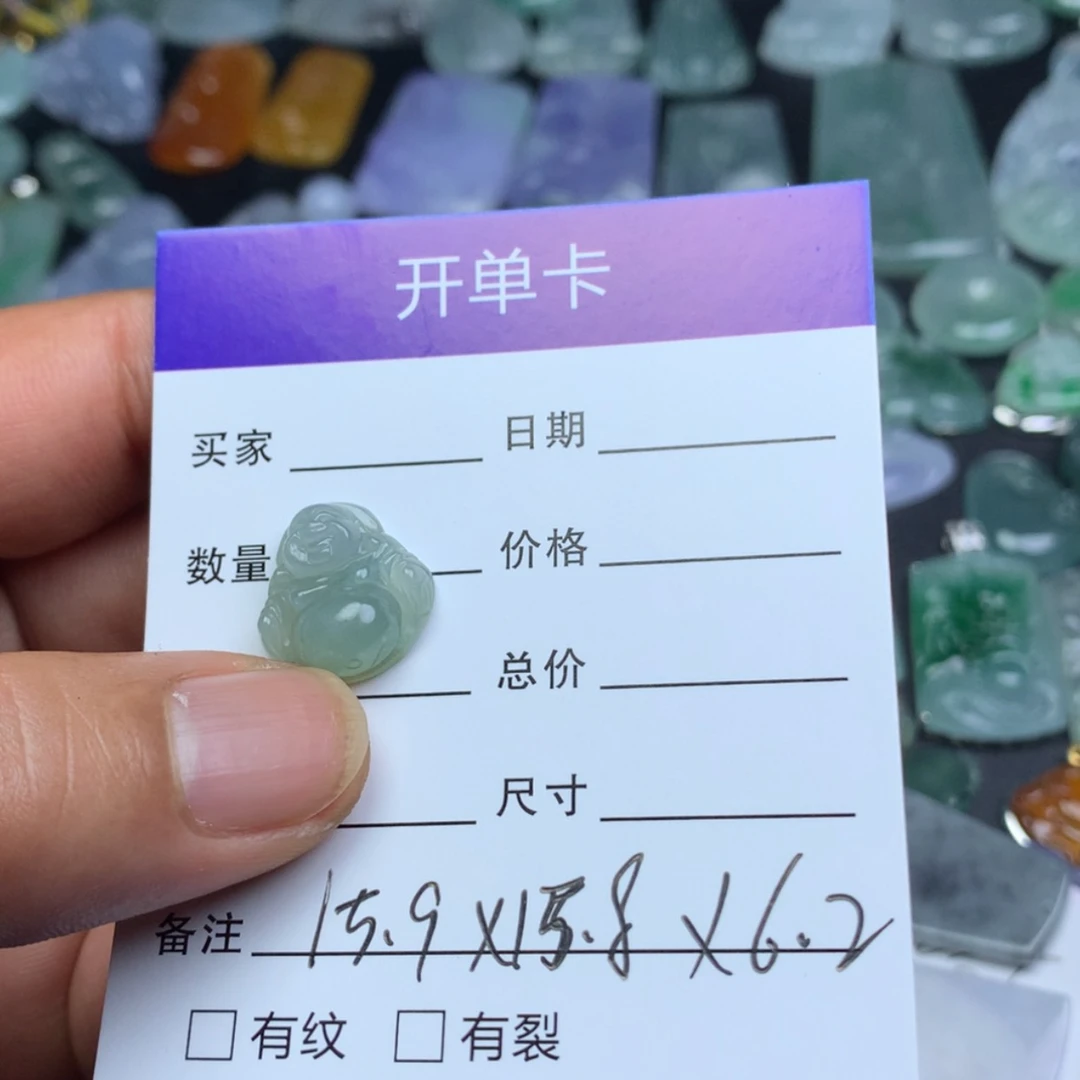 开单卡
买家 日期
数量 价格
总价
尺寸
备注 15.9X15.8X6.2
有纹 有裂